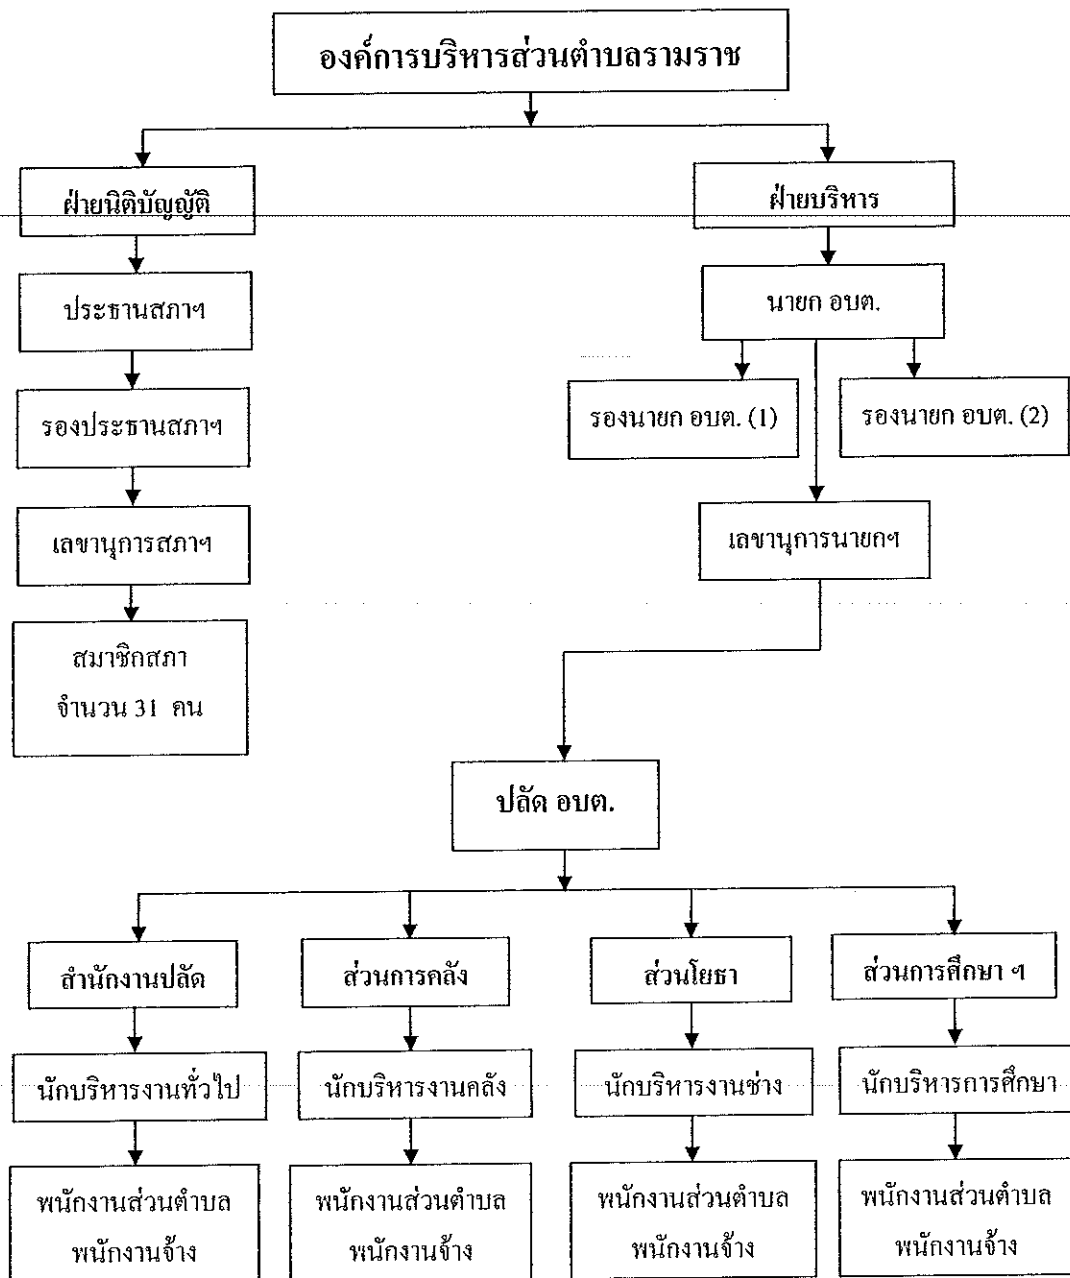 องค์การบริหารส่วนตำบลรามราช
ฝ่ายนิติบัญญัติ
ฝ่ายบริหาร
ประธานสภาฯ
นายก อบต.
รองประธานสภาฯ
รองนายก อบต. (1)
รองนายก อบต. (2)
เลขานุการสภาฯ
เลขานุการนายกฯ
สมาชิกสภา
จำนวน 31 คน
ปลัด อบต.
สำนักงานปลัด
ส่วนการคลัง
ส่วนโยธา
ส่วนการศึกษา ฯ
นักบริหารงานทั่วไป
นักบริหารงานคลัง
นักบริหารงานช่าง
นักบริหารการศึกษา
พนักงานส่วนตำบล
พนักงานจ้าง
พนักงานส่วนตำบล
พนักงานจ้าง
พนักงานส่วนตำบล
พนักงานจ้าง
พนักงานส่วนตำบล
พนักงานจ้าง